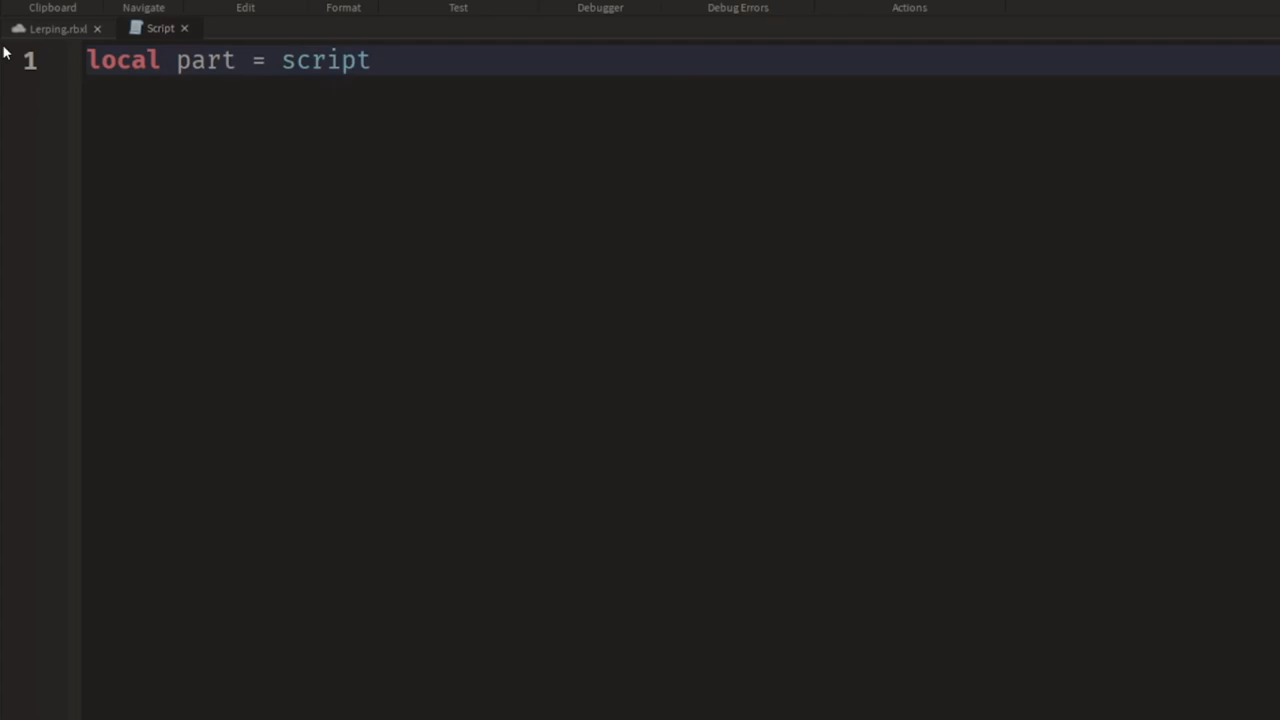 Clipboard Navigate Edit Format Test Debugger Debug Errors Actions
Lerping.rbxl Script
1 local part = script